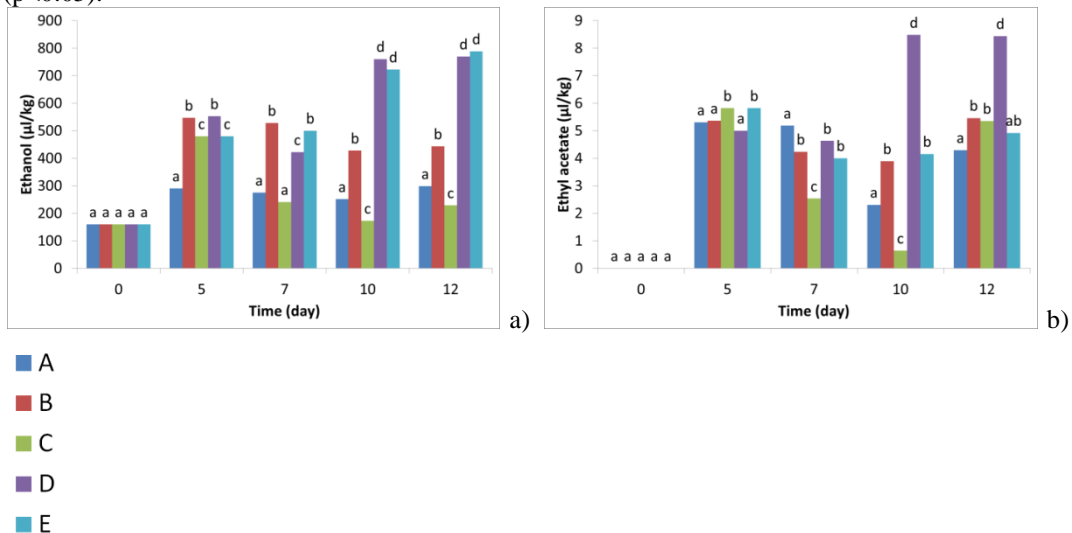 (p<0.05).
900
800
700
600
500
400
300
200
100
0
Ethanol (µl/kg)
a a a a a
a b c b c
a b a c b
a b c d d
a b c d d
0 5 7 10 12
Time (day)
a)
9
8
7
6
5
4
3
2
1
0
Ethyl acetate (µl/kg)
a a a a a
a a b a b
a b c b b
a b c d b
a b b d ab
0 5 7 10 12
Time (day)
b)
A
B
C
D
E